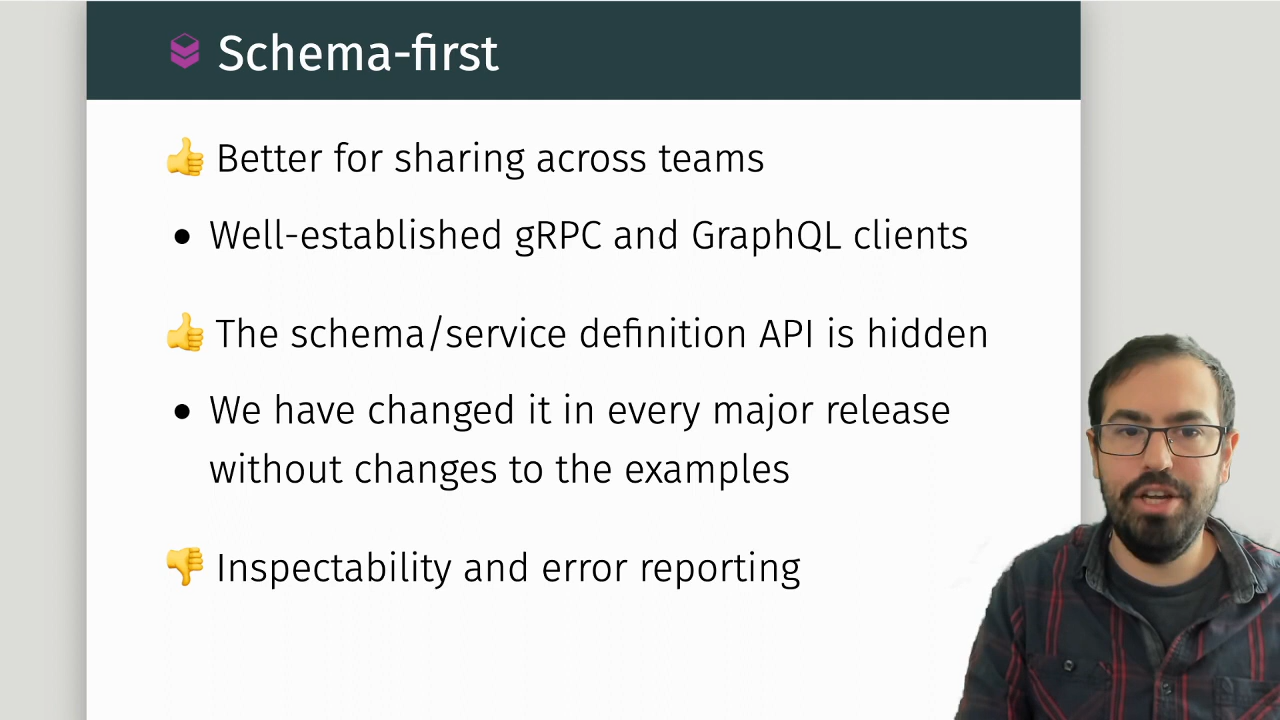 Schema-first
👍 Better for sharing across teams
• Well-established gRPC and GraphQL clients
👍 The schema/service definition API is hidden
• We have changed it in every major release
without changes to the examples
👎 Inspectability and error reporting